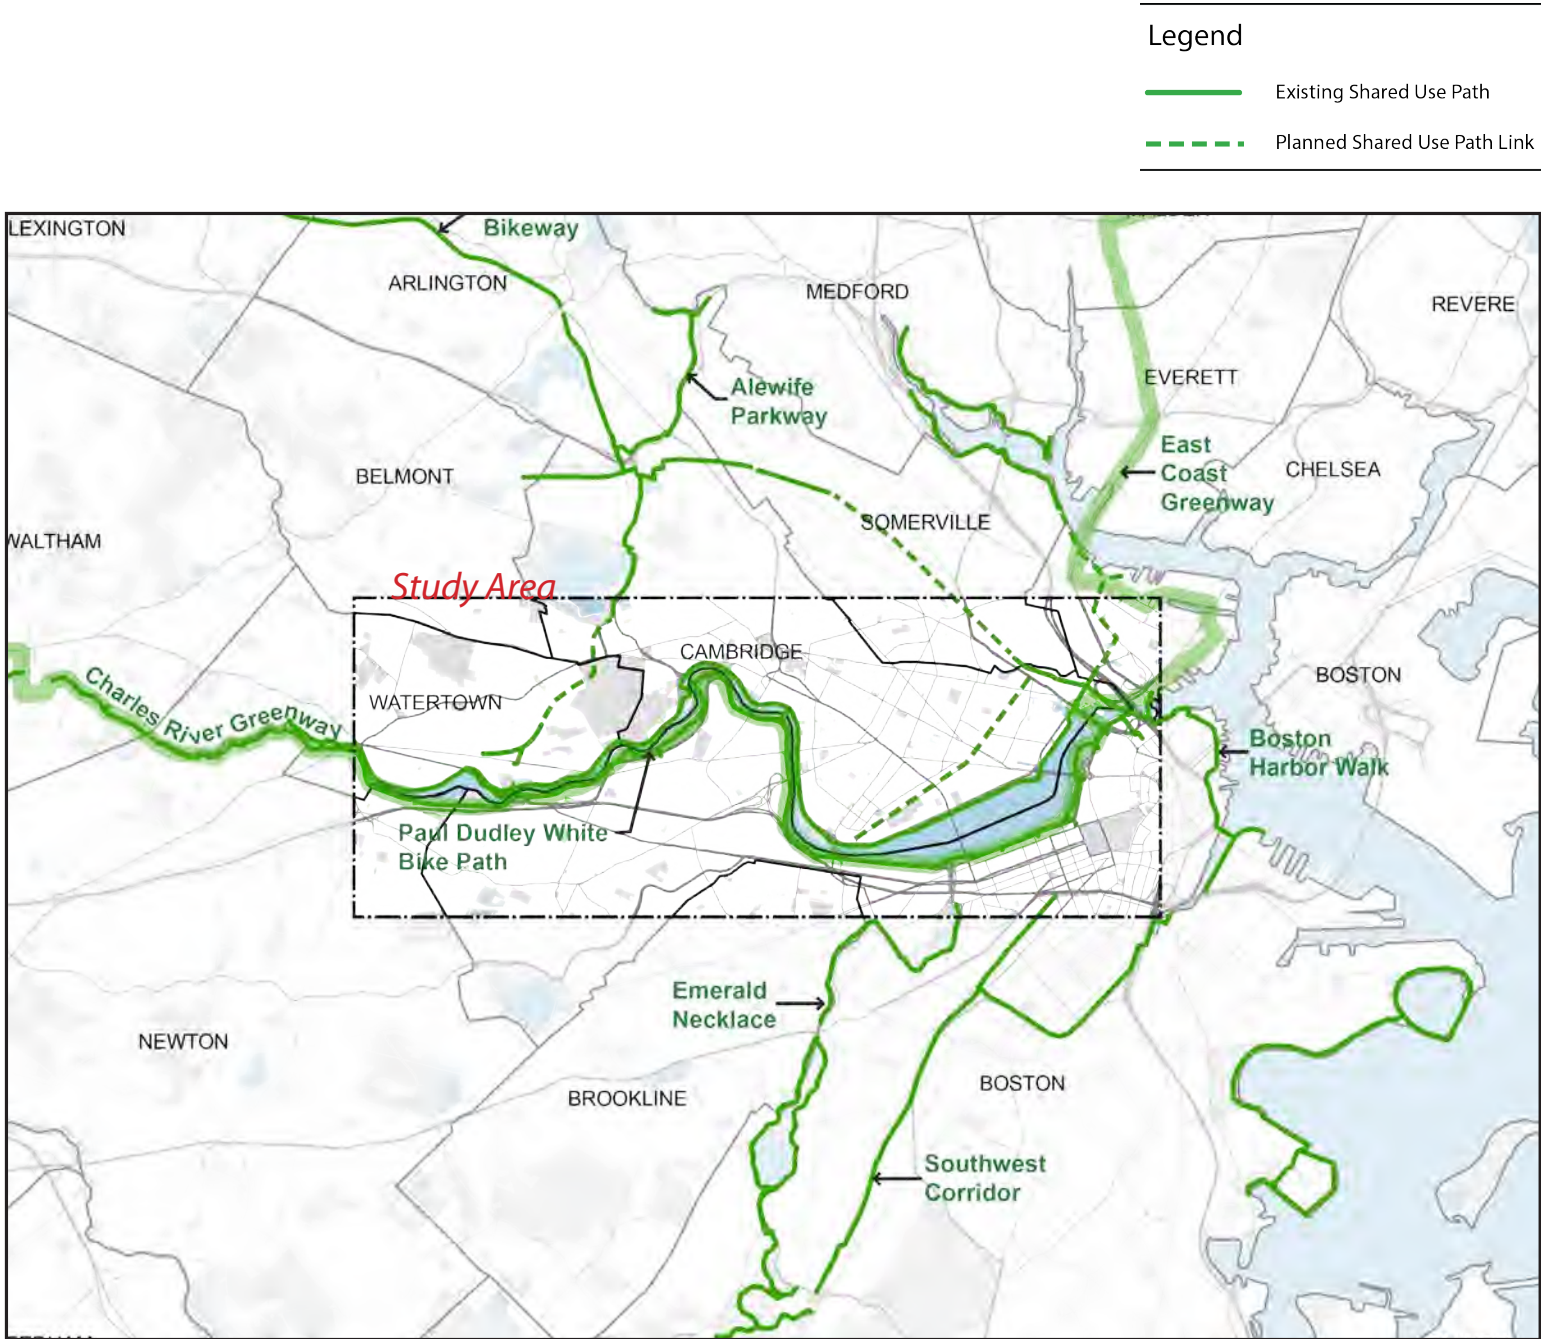 Legend
Existing Shared Use Path
Planned Shared Use Path Link
LEXINGTON
Bikeway
ARLINGTON
MEDFORD
REVERE
EVERETT
Alewife
Parkway
East
Coast
Greenway
CHELSEA
BELMONT
SOMERVILLE
WALTHAM
Study Area
CAMBRIDGE
WATERTOWN
BOSTON
Charles River Greenway
Boston
Harbor Walk
Paul Dudley White
Bike Path
Emerald
Necklace
NEWTON
BROOKLINE
BOSTON
Southwest
Corridor